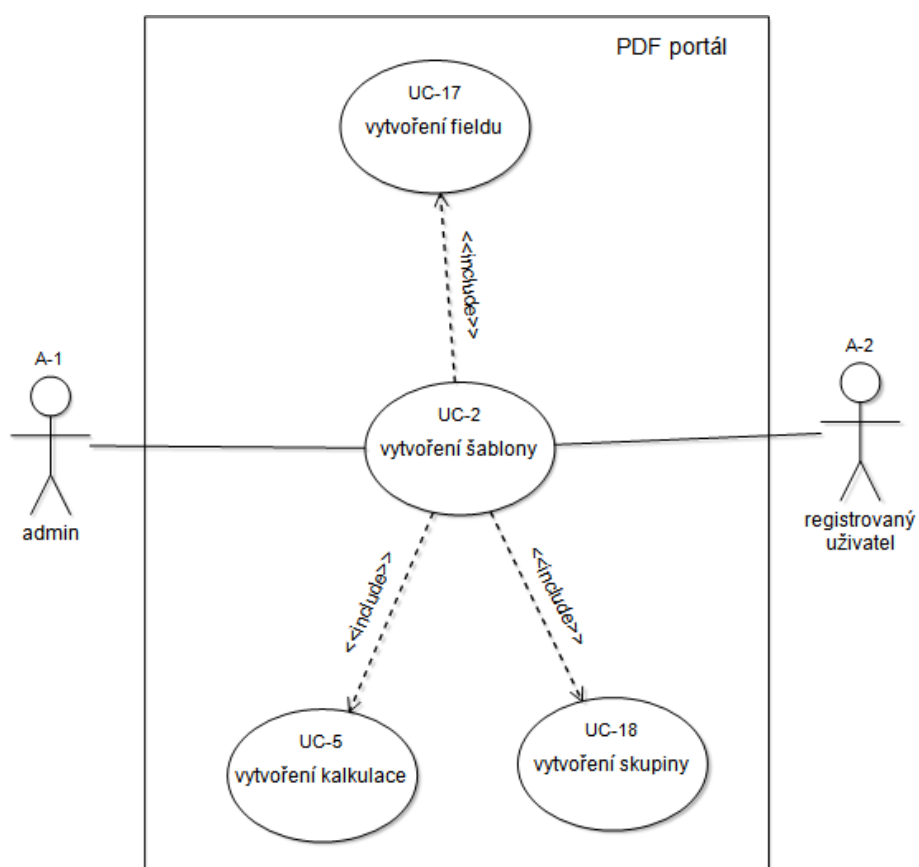 PDF portál
UC-17
vytvoření fieldu
<<include>>
A-1
admin
UC-2
vytvoření šablony
A-2
registrovaný
uživatel
<<include>>
<<include>>
UC-5
vytvoření kalkulace
UC-18
vytvoření skupiny